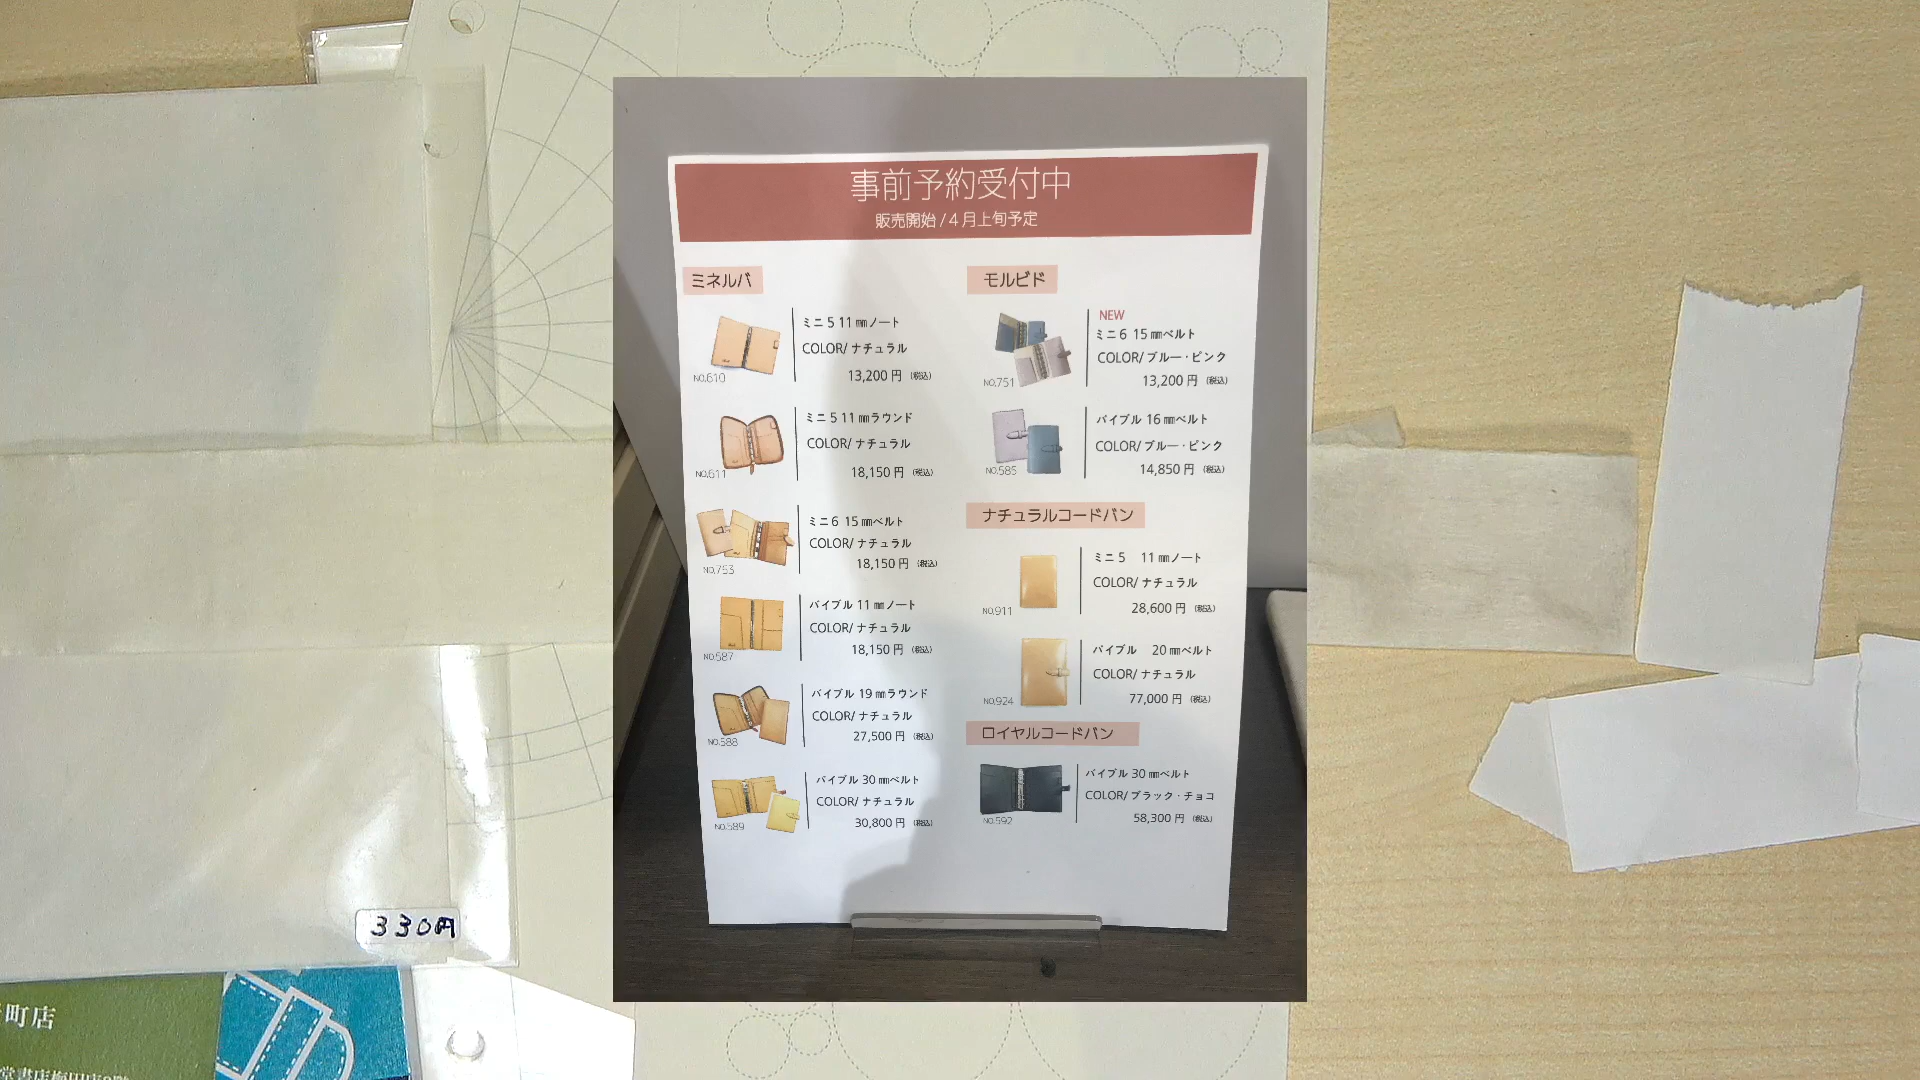 事前予約受付中
販売開始/4月上旬予定
ミネルバ
ミニ5 11㎜ノート
COLOR/ナチュラル
13,200円(税込)
NO.610
ミニ5 11㎜ラウンド
COLOR/ナチュラル
18,150円(税込)
NO.611
ミニ6 15㎜ベルト
COLOR/ナチュラル
18,150円(税込)
NO.753
バイブル 11㎜ノート
COLOR/ナチュラル
18,150円(税込)
NO.587
バイブル 19㎜ラウンド
COLOR/ナチュラル
27,500円(税込)
NO.588
バイブル 30㎜ベルト
COLOR/ナチュラル
30,800円(税込)
NO.589
モルビド
NEW
ミニ6 15㎜ベルト
COLOR/ブルー・ピンク
13,200円(税込)
NO.751
バイブル 16㎜ベルト
COLOR/ブルー・ピンク
14,850円(税込)
NO.585
ナチュラルコードバン
ミニ5 11㎜ノート
COLOR/ナチュラル
28,600円(税込)
NO.911
バイブル 20㎜ベルト
COLOR/ナチュラル
77,000円(税込)
NO.924
ロイヤルコードバン
バイブル 30㎜ベルト
COLOR/ブラック・チョコ
58,300円(税込)
NO.592
330円
町店